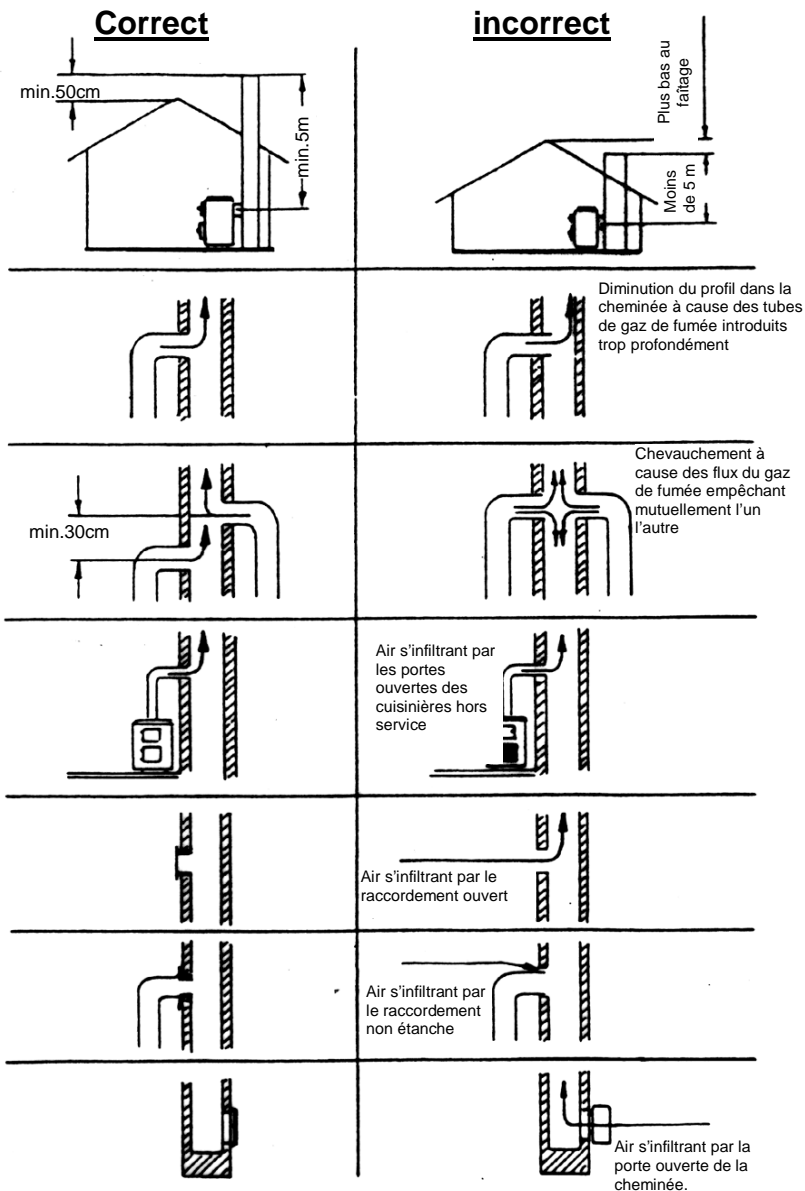 Correct
incorrect
min.50cm
min.5m
Plus bas au
faîtage
Moins
de 5 m
Diminution du profil dans la
cheminée à cause des tubes
de gaz de fumée introduits
trop profondément
min.30cm
Chevauchement à
cause des flux du gaz
de fumée empêchant
mutuellement l’un
l’autre
Air s’infiltrant par
les portes
ouvertes des
cuisinières hors
service
Air s’infiltrant par le
raccordement ouvert
Air s’infiltrant par
le raccordement
non étanche
Air s’infiltrant par la
porte ouverte de la
cheminée.